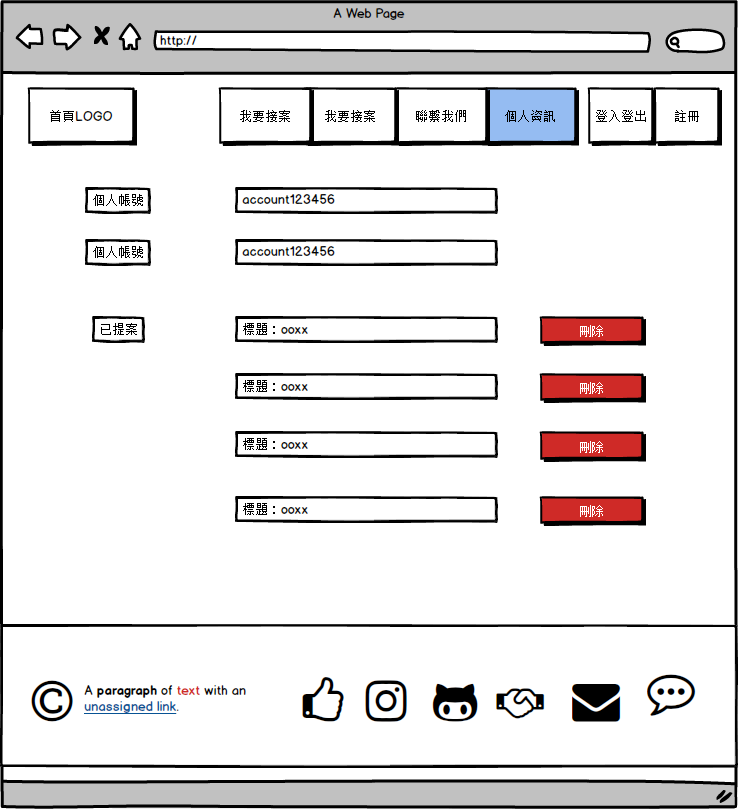 A Web Page
http://
首頁LOGO
我要接案
我要接案
聯繫我們
個人資訊
登入登出
註冊
個人帳號
account123456
個人帳號
account123456
已提案
標題：ooxx
刪除
標題：ooxx
刪除
標題：ooxx
刪除
標題：ooxx
刪除
A paragraph of text with an
unassigned link.